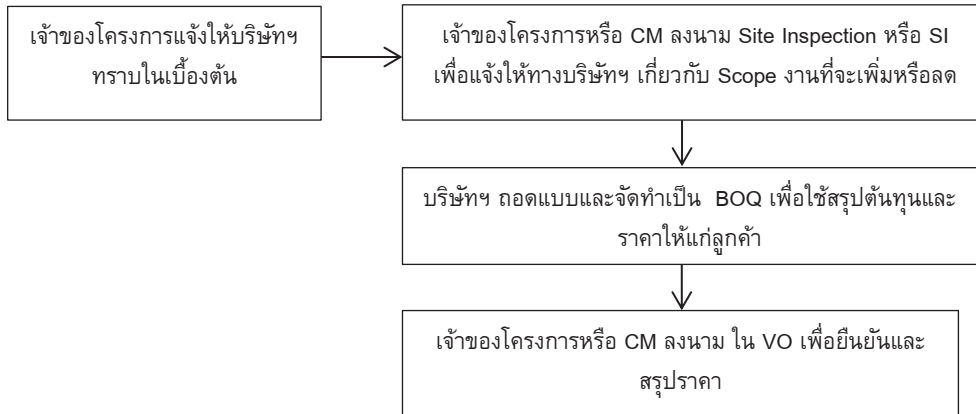 เจ้าของโครงการแจ้งให้บริษัทฯ
ทราบในเบื้องต้น
เจ้าของโครงการหรือ CM ลงนาม Site Inspection หรือ SI
เพื่อแจ้งให้ทางบริษัทฯ เกี่ยวกับ Scope งานที่จะเพิ่มหรือลด
บริษัทฯ ถอดแบบและจัดทำเป็น BOQ เพื่อใช้สรุปต้นทุนและ
ราคาให้แก่ลูกค้า
เจ้าของโครงการหรือ CM ลงนาม ใน VO เพื่อยืนยันและ
สรุปราคา